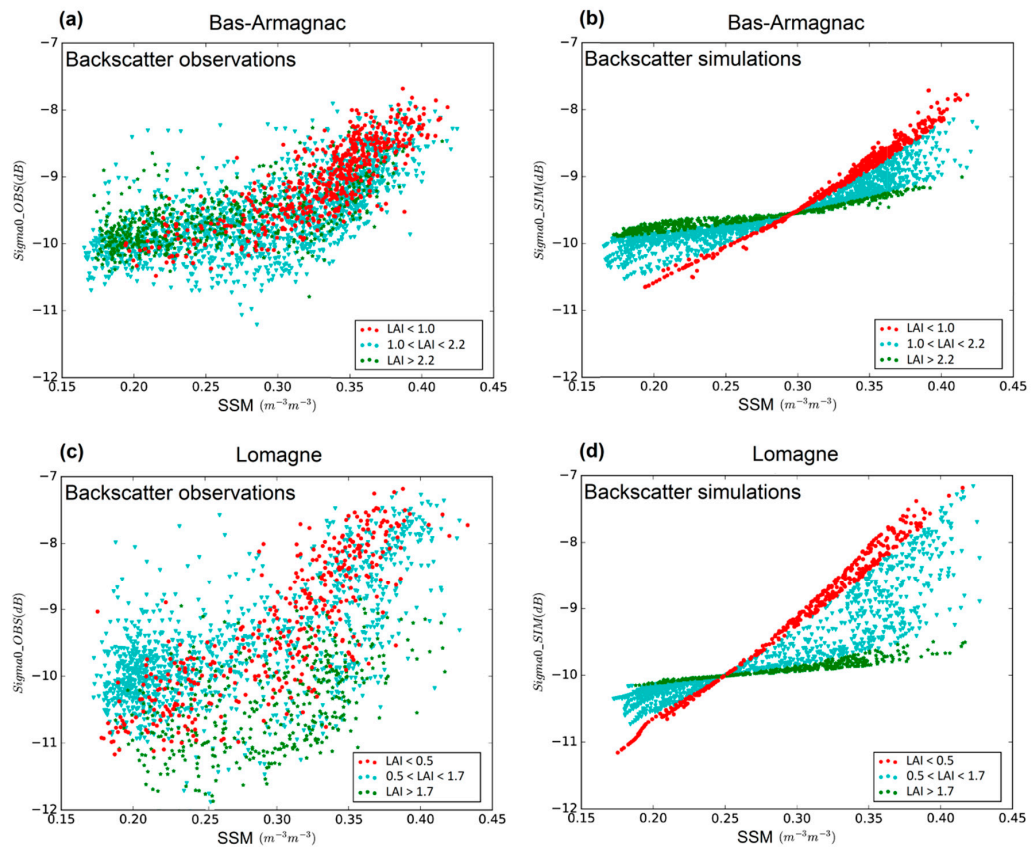 (a) Bas-Armagnac
Backscatter observations
−7
−8
−9
−10
−11
−12
Sigma0_OBS(dB)
0.15 0.20 0.25 0.30 0.35 0.40 0.45
SSM (m⁻³m⁻³)
LAI < 1.0
1.0 < LAI < 2.2
LAI > 2.2
(b) Bas-Armagnac
Backscatter simulations
−7
−8
−9
−10
−11
−12
Sigma0_SIM(dB)
0.15 0.20 0.25 0.30 0.35 0.40 0.45
SSM (m⁻³m⁻³)
LAI < 1.0
1.0 < LAI < 2.2
LAI > 2.2
(c) Lomagne
Backscatter observations
−7
−8
−9
−10
−11
−12
Sigma0_OBS(dB)
0.15 0.20 0.25 0.30 0.35 0.40 0.45
SSM (m⁻³m⁻³)
LAI < 0.5
0.5 < LAI < 1.7
LAI > 1.7
(d) Lomagne
Backscatter simulations
−7
−8
−9
−10
−11
−12
Sigma0_SIM(dB)
0.15 0.20 0.25 0.30 0.35 0.40 0.45
SSM (m⁻³m⁻³)
LAI < 0.5
0.5 < LAI < 1.7
LAI > 1.7